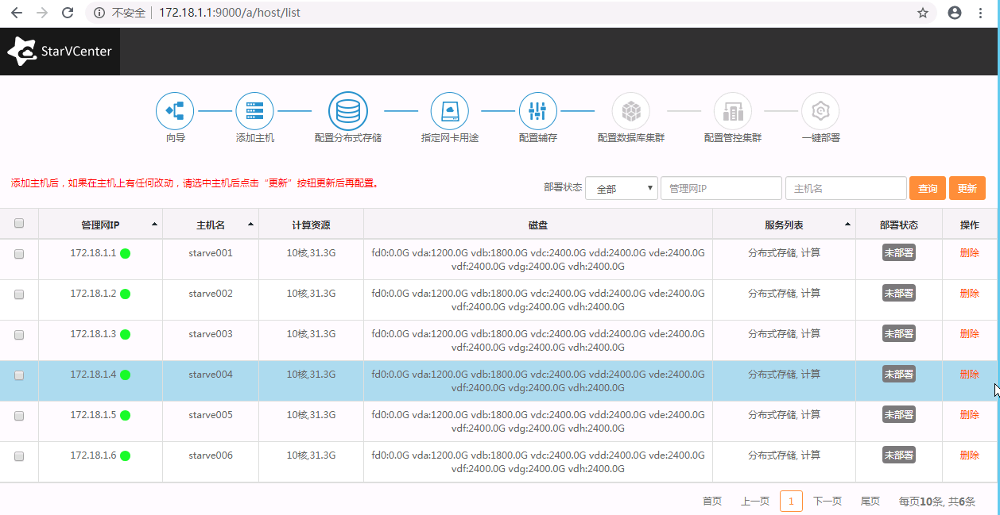 不安全 172.18.1.1:9000/a/host/list
StarVCenter
向导 添加主机 配置分布式存储 指定网卡用途 配置辅存 配置数据库集群 配置管控集群 一键部署
添加主机后，如果在主机上有任何改动，请选中主机后点击“更新”按钮更新后再配置。 部署状态 全部 管理网IP 主机名 查询 更新
管理网IP 主机名 计算资源 磁盘 服务列表 部署状态 操作
172.18.1.1 starve001 10核,31.3G fd0:0.0G vda:1200.0G vdb:1800.0G vdc:2400.0G vdd:2400.0G vde:2400.0G 分布式存储, 计算 未部署 删除
vdf:2400.0G vdg:2400.0G vdh:2400.0G
172.18.1.2 starve002 10核,31.3G fd0:0.0G vda:1200.0G vdb:1800.0G vdc:2400.0G vdd:2400.0G vde:2400.0G 分布式存储, 计算 未部署 删除
vdf:2400.0G vdg:2400.0G vdh:2400.0G
172.18.1.3 starve003 10核,31.3G fd0:0.0G vda:1200.0G vdb:1800.0G vdc:2400.0G vdd:2400.0G vde:2400.0G 分布式存储, 计算 未部署 删除
vdf:2400.0G vdg:2400.0G vdh:2400.0G
172.18.1.4 starve004 10核,31.3G fd0:0.0G vda:1200.0G vdb:1800.0G vdc:2400.0G vdd:2400.0G vde:2400.0G 分布式存储, 计算 未部署 删除
vdf:2400.0G vdg:2400.0G vdh:2400.0G
172.18.1.5 starve005 10核,31.3G fd0:0.0G vda:1200.0G vdb:1800.0G vdc:2400.0G vdd:2400.0G vde:2400.0G 分布式存储, 计算 未部署 删除
vdf:2400.0G vdg:2400.0G vdh:2400.0G
172.18.1.6 starve006 10核,31.3G fd0:0.0G vda:1200.0G vdb:1800.0G vdc:2400.0G vdd:2400.0G vde:2400.0G 分布式存储, 计算 未部署 删除
vdf:2400.0G vdg:2400.0G vdh:2400.0G
首页 上一页 1 下一页 尾页 每页10条, 共6条